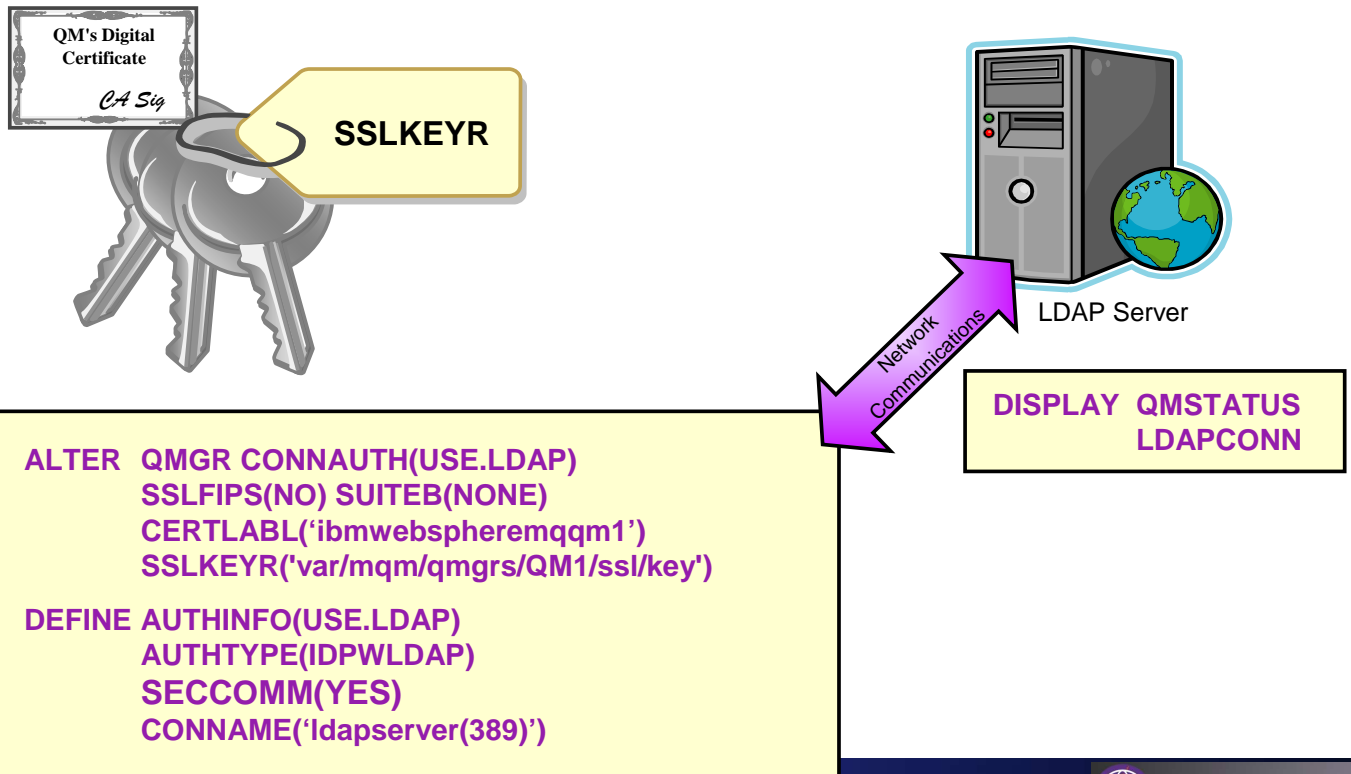 QM's Digital
Certificate
CA Sig
SSLKEYR
LDAP Server
Network
Communications
DISPLAY QMSTATUS
LDAPCONN
ALTER QMGR CONNAUTH(USE.LDAP)
SSLFIPS(NO) SUITEB(NONE)
CERTLABL(‘ibmwebspheremqqm1’)
SSLKEYR('var/mqm/qmgrs/QM1/ssl/key')
DEFINE AUTHINFO(USE.LDAP)
AUTHTYPE(IDPWLDAP)
SECCOMM(YES)
CONNAME(‘ldapserver(389)’)